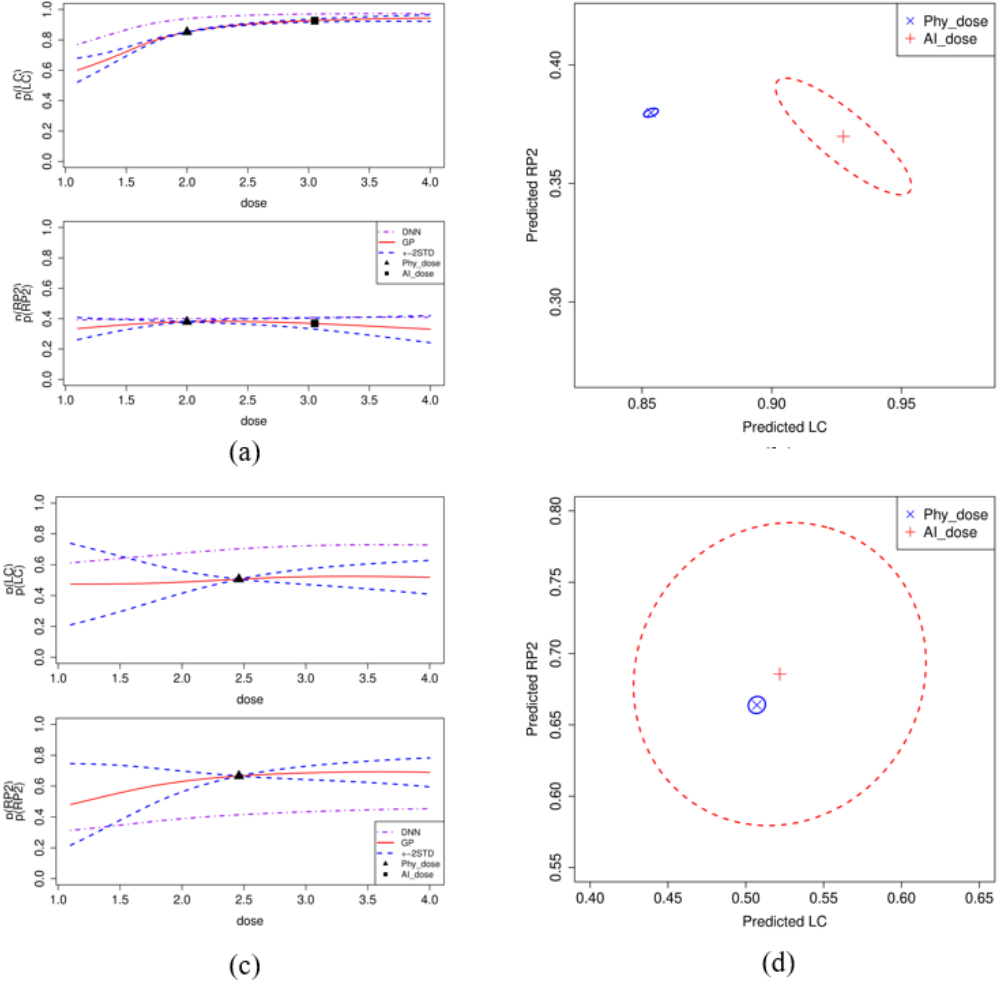 p(LC)
0.0 0.2 0.4 0.6 0.8 1.0
1.0 1.5 2.0 2.5 3.0 3.5 4.0
dose
p(RP2)
0.0 0.2 0.4 0.6 0.8 1.0
DNN
GP
+-2STD
Phy_dose
AI_dose
1.0 1.5 2.0 2.5 3.0 3.5 4.0
dose
(a)
Phy_dose
AI_dose
Predicted RP2
0.30 0.35 0.40
0.85 0.90 0.95
Predicted LC
p(LC)
0.0 0.2 0.4 0.6 0.8 1.0
1.0 1.5 2.0 2.5 3.0 3.5 4.0
dose
p(RP2)
0.0 0.2 0.4 0.6 0.8 1.0
DNN
GP
+-2STD
Phy_dose
AI_dose
1.0 1.5 2.0 2.5 3.0 3.5 4.0
dose
(c)
Phy_dose
AI_dose
Predicted RP2
0.55 0.60 0.65 0.70 0.75 0.80
0.40 0.45 0.50 0.55 0.60 0.65
Predicted LC
(d)